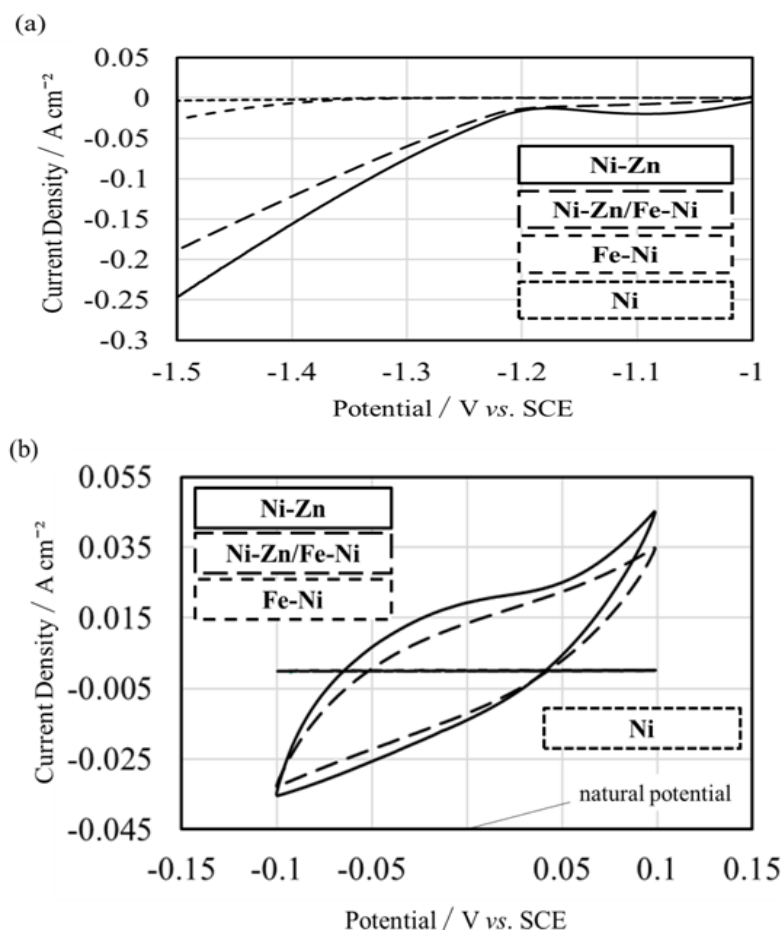 (a)
0.05
0
-0.05
-0.1
-0.15
-0.2
-0.25
-0.3
Current Density / A cm⁻²
Ni-Zn
Ni-Zn/Fe-Ni
Fe-Ni
Ni
-1.5 -1.4 -1.3 -1.2 -1.1 -1
Potential / V vs. SCE
(b)
0.055
0.035
0.015
-0.005
-0.025
-0.045
Current Density / A cm⁻²
Ni-Zn
Ni-Zn/Fe-Ni
Fe-Ni
Ni
natural potential
-0.15 -0.1 -0.05 0.05 0.1 0.15
Potential / V vs. SCE